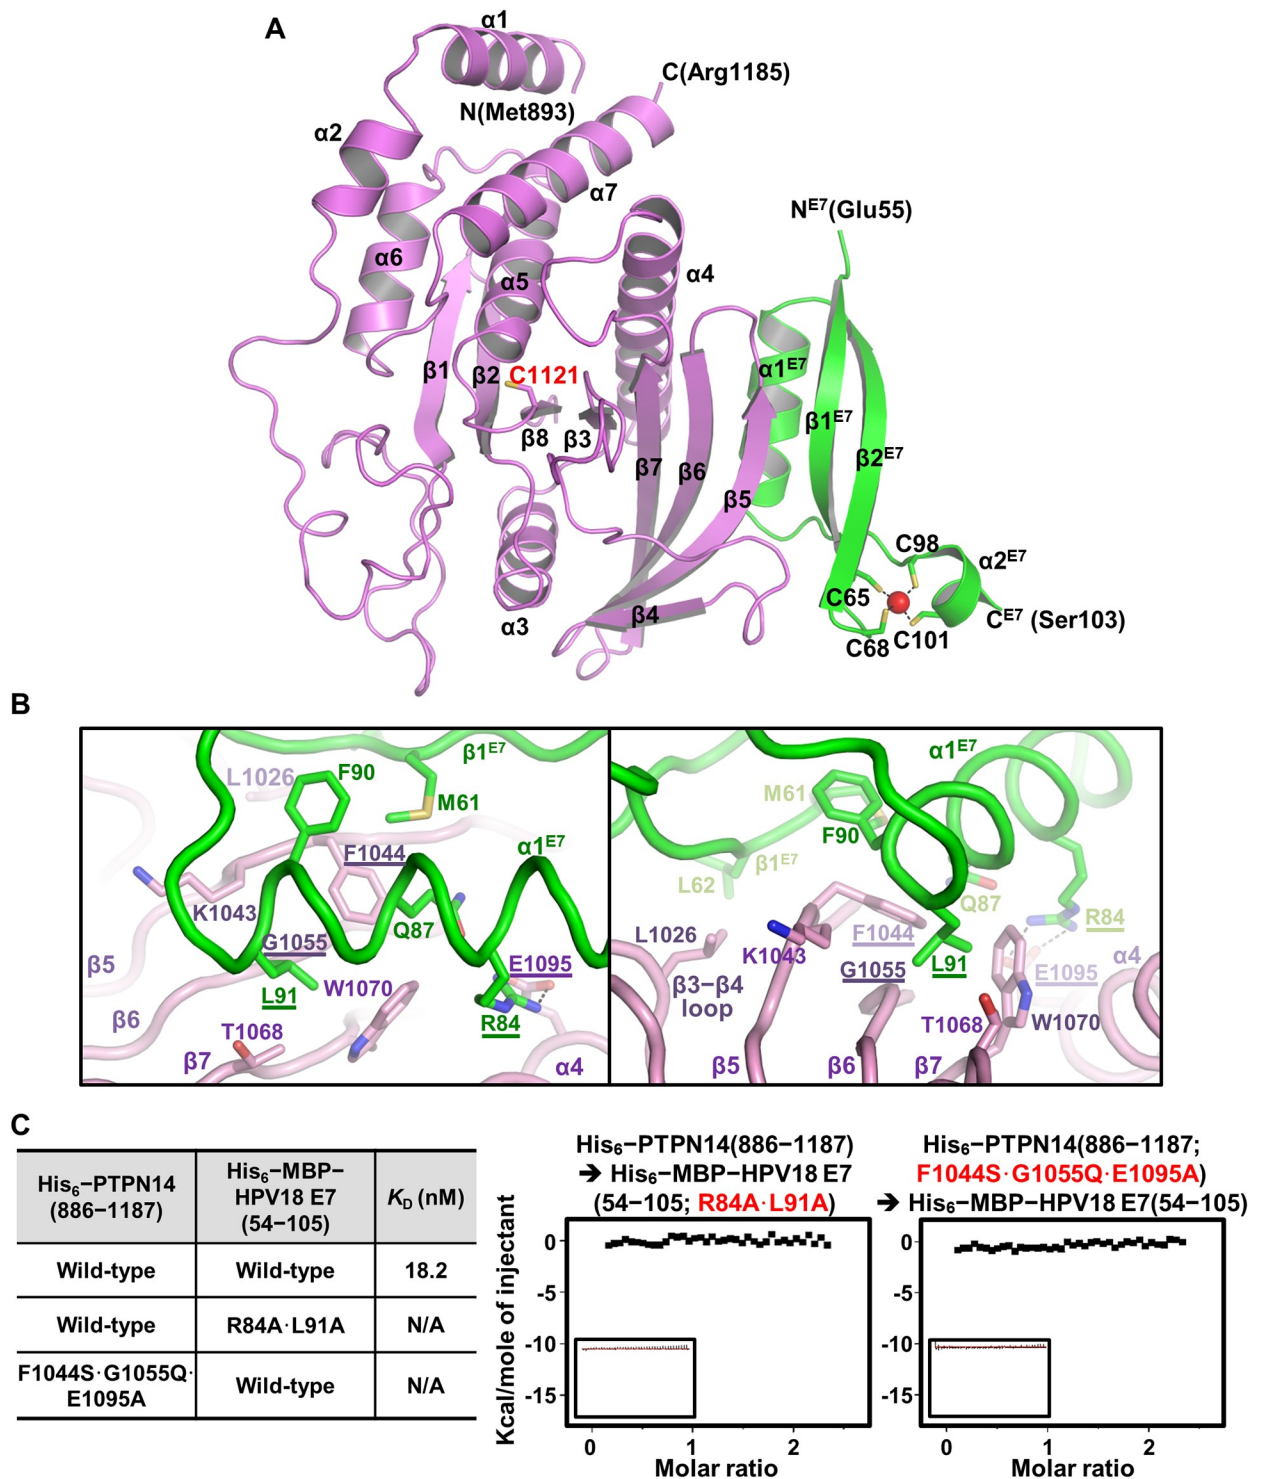 A
α1
C(Arg1185)
N(Met893)
α2
α7
N^E7(Glu55)
α6
α5
α4
β1
β2
C1121
α1^E7
β1^E7
β8
β3
β7
β6
β5
β2^E7
C98
α2^E7
C65
C^E7 (Ser103)
C68
C101
α3
β4
B
L1026
F90
β1^E7
M61
F1044
α1^E7
K1043
Q87
G1055
β5
L91
W1070
E1095
R84
β6
T1068
β7
α4
α1^E7
M61
F90
β1^E7
L62
Q87
R84
L1026
K1043
F1044
G1055
L91
E1095
α4
β3−β4
loop
T1068
W1070
β5
β6
β7
C
His₆−PTPN14
(886−1187)
His₆−MBP−
HPV18 E7
(54−105)
K_D (nM)
Wild-type
Wild-type
18.2
Wild-type
R84A·L91A
N/A
F1044S·G1055Q·
E1095A
Wild-type
N/A
His₆−PTPN14(886−1187)
➔ His₆−MBP−HPV18 E7
(54−105; R84A·L91A)
Kcal/mole of injectant
0
-5
-10
-15
0
1
2
Molar ratio
His₆−PTPN14(886−1187;
F1044S·G1055Q·E1095A)
➔ His₆−MBP−HPV18 E7(54−105)
0
-5
-10
-15
0
1
2
Molar ratio